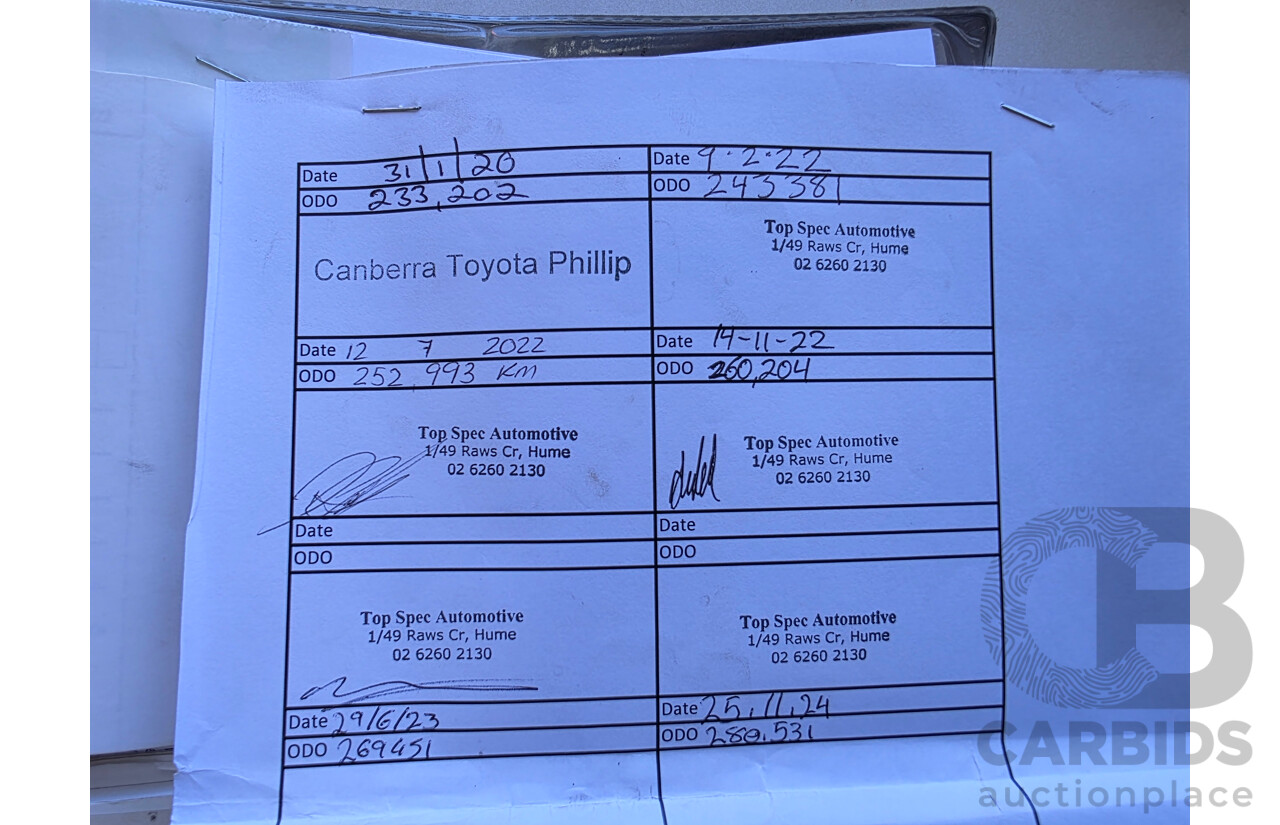 Date 31/1/20
ODO 233,202
Canberra Toyota Phillip
Date 9.2.22
ODO 243381
Top Spec Automotive
1/49 Raws Cr, Hume
02 6260 2130
Date 12 7 2022
ODO 252,993 KM
Top Spec Automotive
1/49 Raws Cr, Hume
02 6260 2130
Date 14-11-22
ODO 260,204
Top Spec Automotive
1/49 Raws Cr, Hume
02 6260 2130
Date
ODO
Top Spec Automotive
1/49 Raws Cr, Hume
02 6260 2130
Date
ODO
Top Spec Automotive
1/49 Raws Cr, Hume
02 6260 2130
Date 29/6/23
ODO 269451
Date 25.11.24
ODO 280,531
CB
CARBIDS
auctionplace